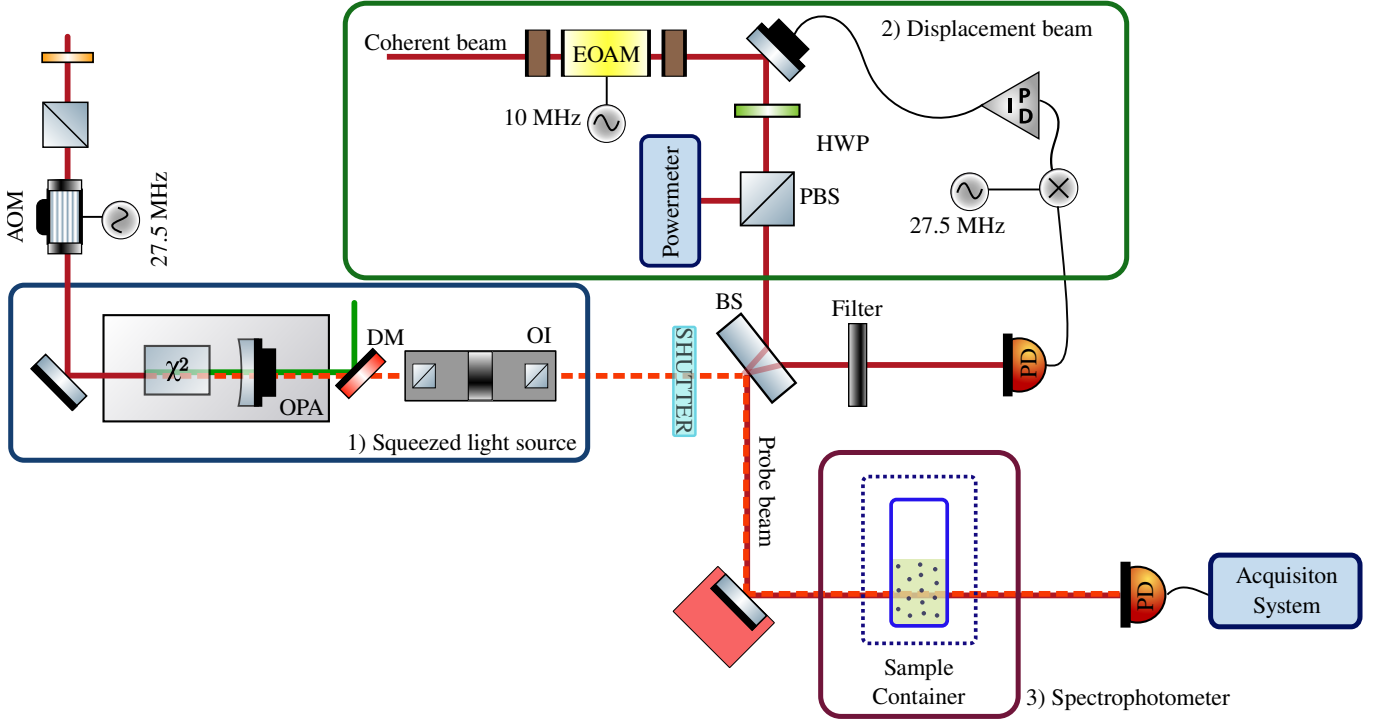 2) Displacement beam
Coherent beam
EOAM
10 MHz
P
I
D
HWP
Powermeter
PBS
27.5 MHz
AOM
27.5 MHz
BS
Filter
DM
OI
SHUTTER
PD
χ²
OPA
1) Squeezed light source
Probe beam
PD
Acquisiton
System
Sample
Container
3) Spectrophotometer